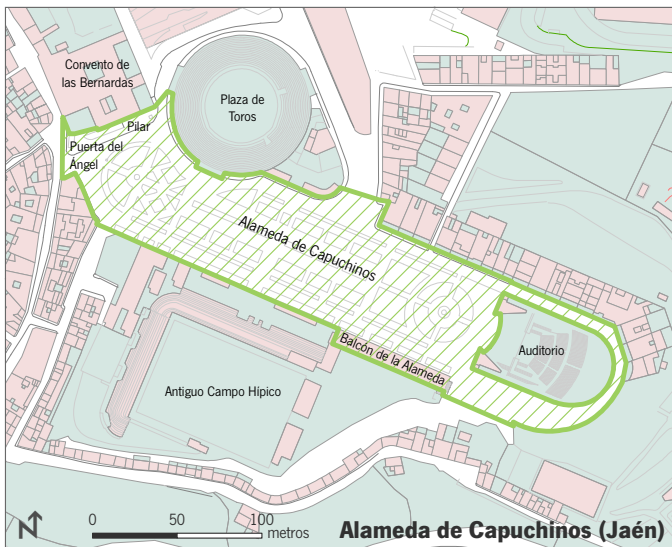 Convento de
las Bernardas
Plaza de
Toros
Pilar
Puerta del
Ángel
Alameda de Capuchinos
Auditorio
Balcón de la Alameda
Antiguo Campo Hípico
N
0 50 100
metros
Alameda de Capuchinos (Jaén)